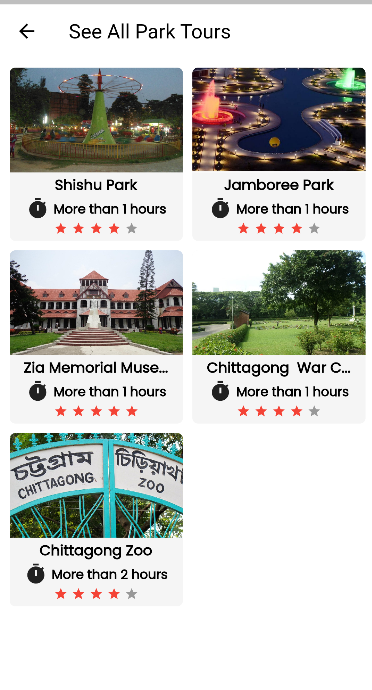 See All Park Tours
Shishu Park
More than 1 hours
Jamboree Park
More than 1 hours
Zia Memorial Muse...
More than 1 hours
Chittagong War C...
More than 1 hours
চট্টগ্রাম
CHITTAGONG
চিড়িয়াখা
ZOO
Chittagong Zoo
More than 2 hours